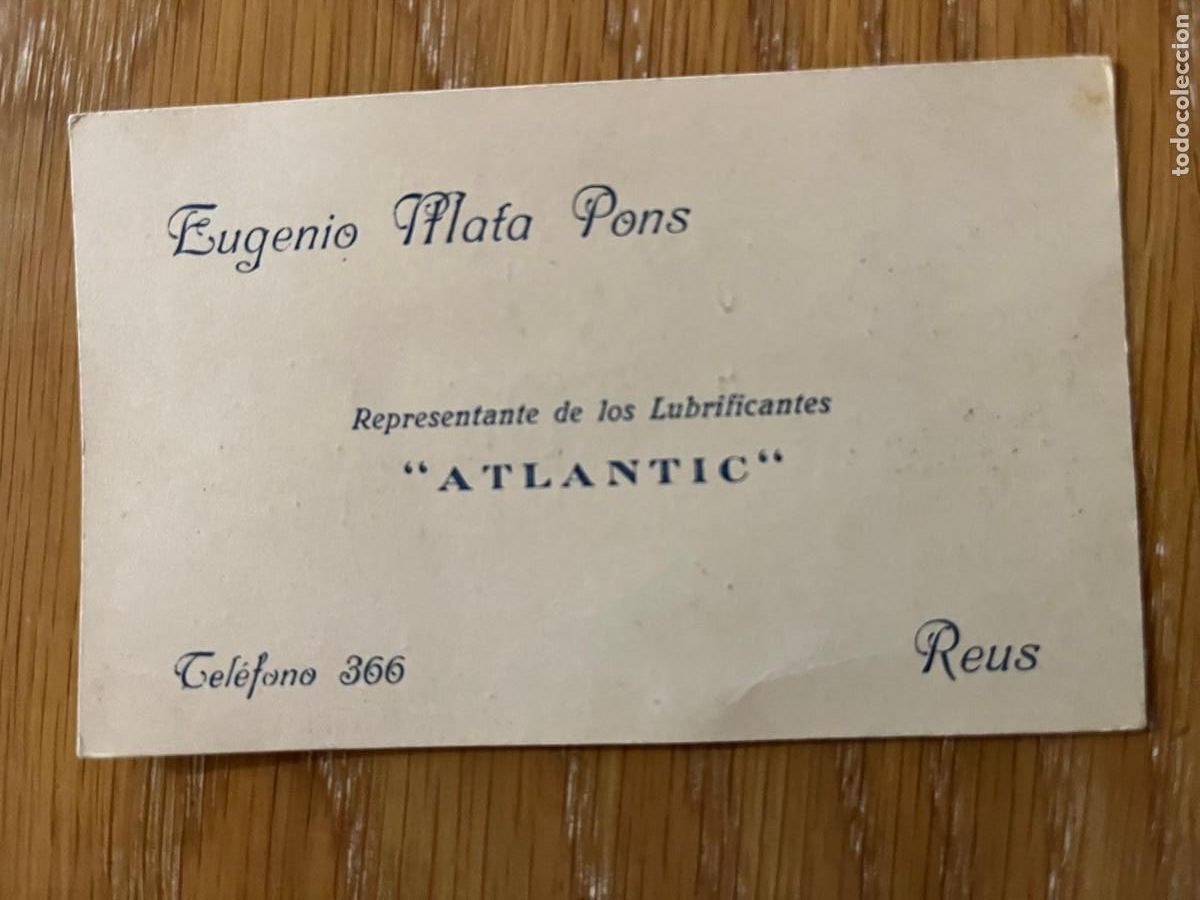 Eugenio Mata Pons
Representante de los Lubrificantes
"ATLANTIC"
Teléfono 366
Reus
todocoleccion